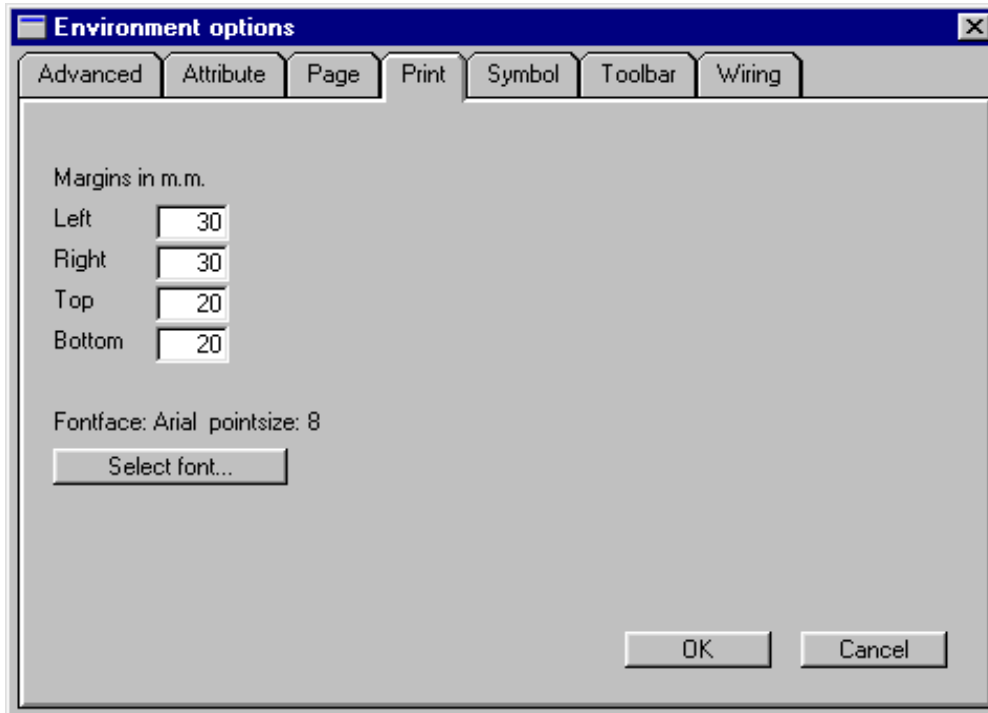 Environment options
Advanced Attribute Page Print Symbol Toolbar Wiring
Margins in m.m.
Left 30
Right 30
Top 20
Bottom 20
Fontface: Arial pointsize: 8
Select font...
OK Cancel